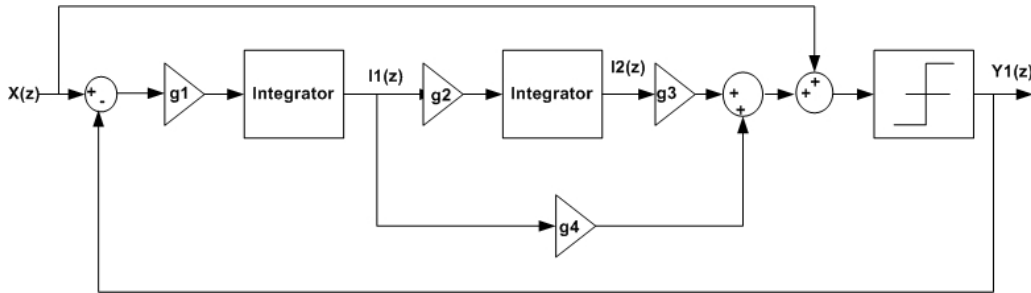 X(z)
+
-
g1
Integrator
I1(z)
g2
Integrator
I2(z)
g3
+
+
+
+
Y1(z)
g4